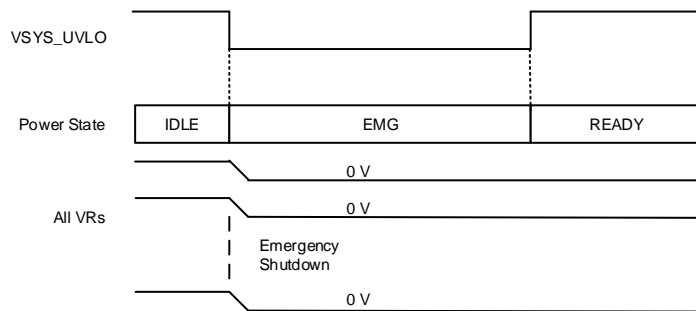 VSYS_UVLO
Power State
IDLE
EMG
READY
0 V
0 V
All VRs
Emergency
Shutdown
0 V